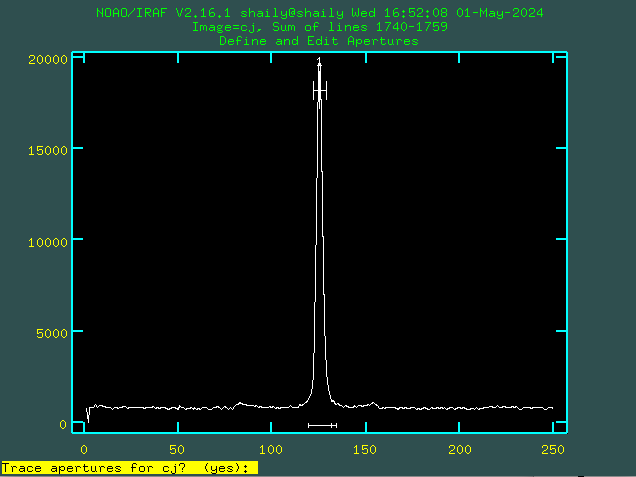 NOAO/IRAF V2.16.1 shaily@shaily Wed 16:52:08 01-May-2024
Image=cj, Sum of lines 1740-1759
Define and Edit Apertures
20000
1
15000
10000
5000
0
0 50 100 150 200 250
Trace apertures for cj? (yes):